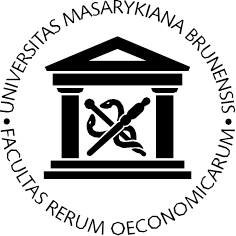 UNIVERSITAS MASARYKIANA BRUNENSIS
• FACULTAS RERUM OECONOMICARUM •